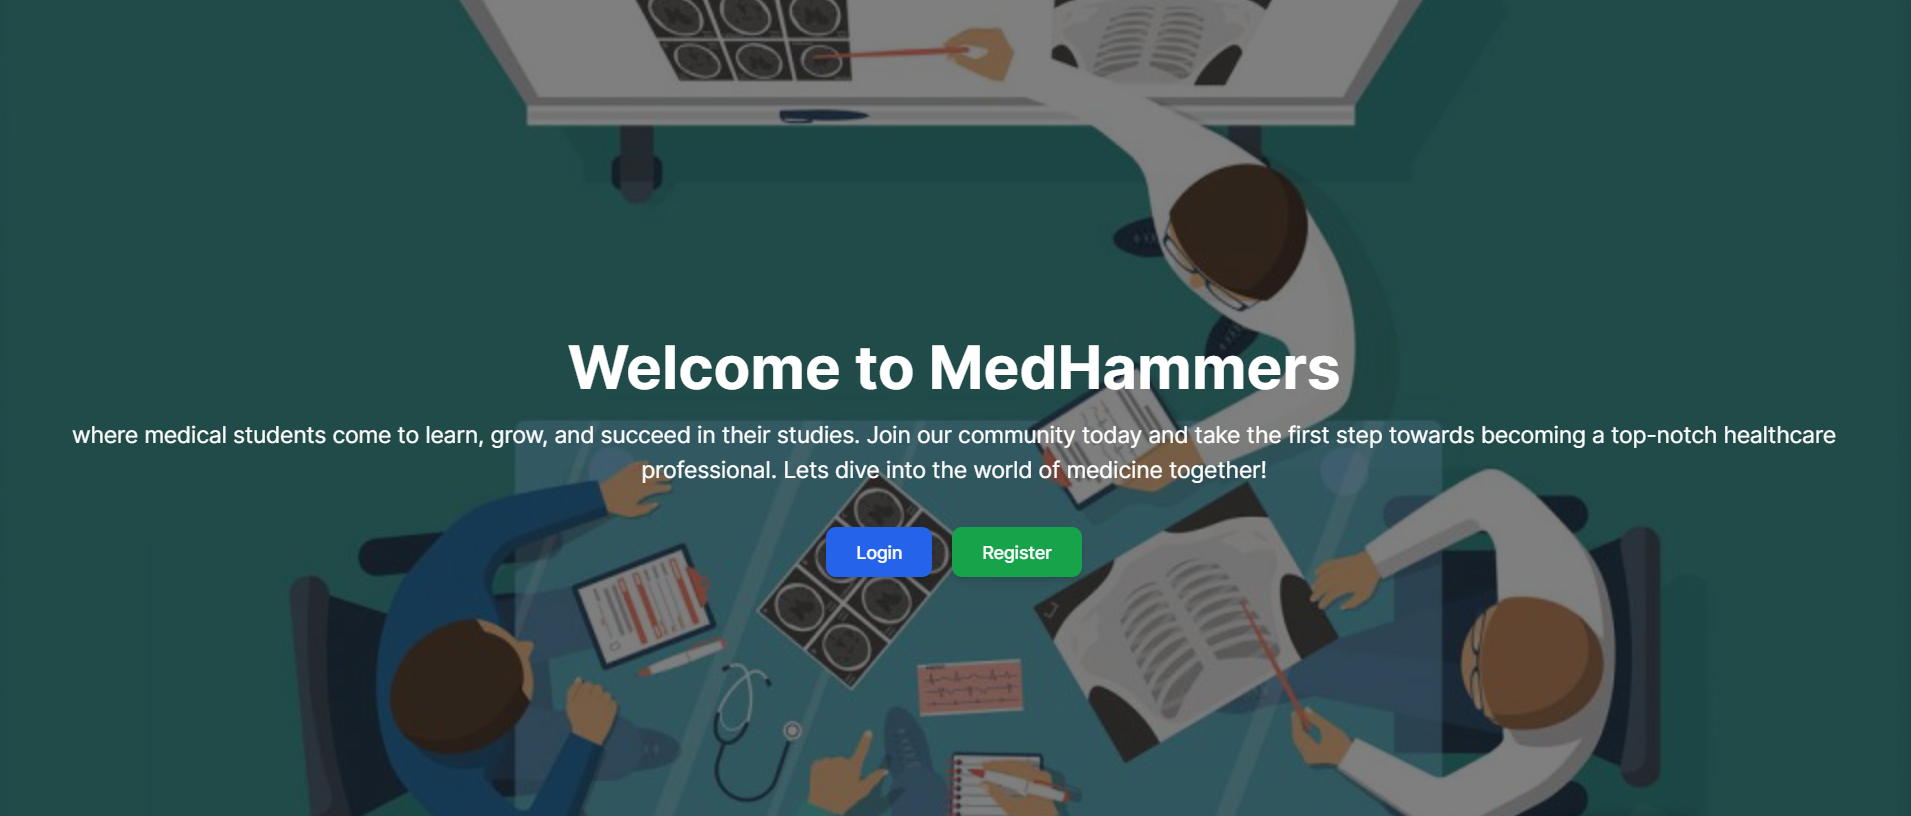 Welcome to MedHammers
where medical students come to learn, grow, and succeed in their studies. Join our community today and take the first step towards becoming a top-notch healthcare
professional. Lets dive into the world of medicine together!
Login
Register